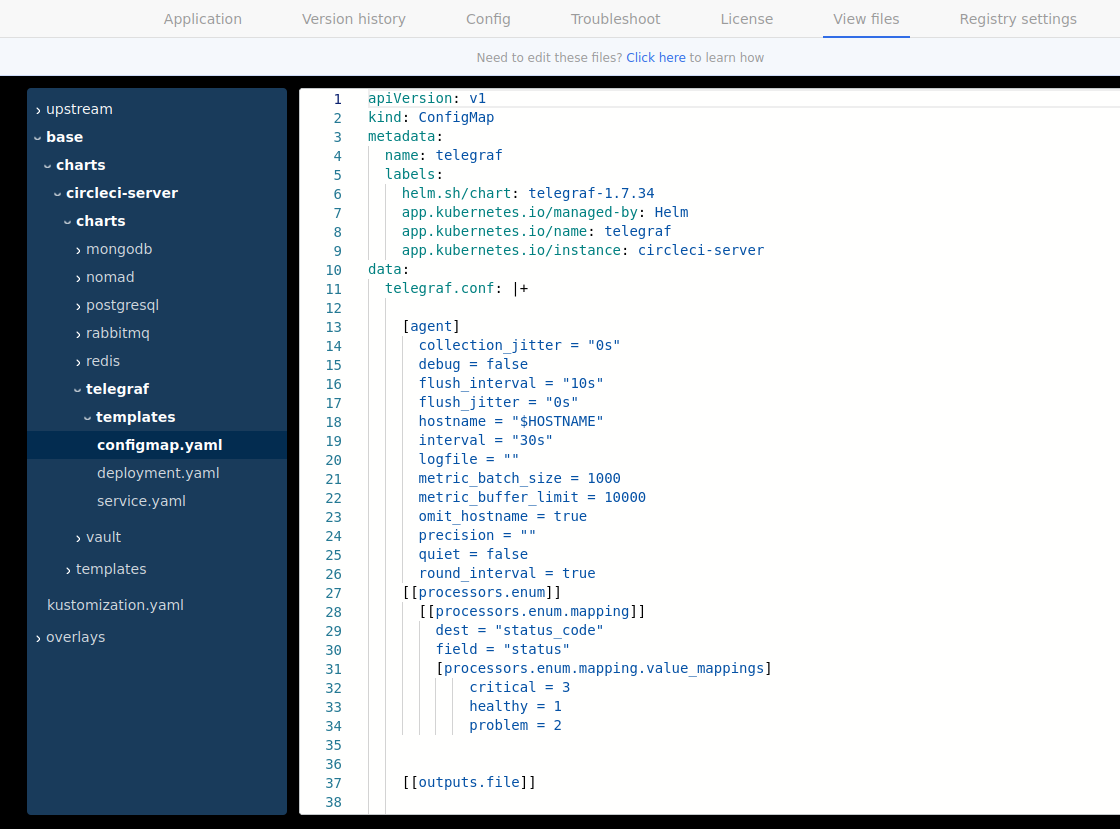 Application Version history Config Troubleshoot License View files Registry settings
Need to edit these files? Click here to learn how
upstream
base
charts
circleci-server
charts
mongodb
nomad
postgresql
rabbitmq
redis
telegraf
templates
configmap.yaml
deployment.yaml
service.yaml
vault
templates
kustomization.yaml
overlays
1 apiVersion: v1
2 kind: ConfigMap
3 metadata:
4 name: telegraf
5 labels:
6 helm.sh/chart: telegraf-1.7.34
7 app.kubernetes.io/managed-by: Helm
8 app.kubernetes.io/name: telegraf
9 app.kubernetes.io/instance: circleci-server
10 data:
11 telegraf.conf: |+
12
13 [agent]
14 collection_jitter = "0s"
15 debug = false
16 flush_interval = "10s"
17 flush_jitter = "0s"
18 hostname = "$HOSTNAME"
19 interval = "30s"
20 logfile = ""
21 metric_batch_size = 1000
22 metric_buffer_limit = 10000
23 omit_hostname = true
24 precision = ""
25 quiet = false
26 round_interval = true
27 [[processors.enum]]
28 [[processors.enum.mapping]]
29 dest = "status_code"
30 field = "status"
31 [processors.enum.mapping.value_mappings]
32 critical = 3
33 healthy = 1
34 problem = 2
35
36
37 [[outputs.file]]
38